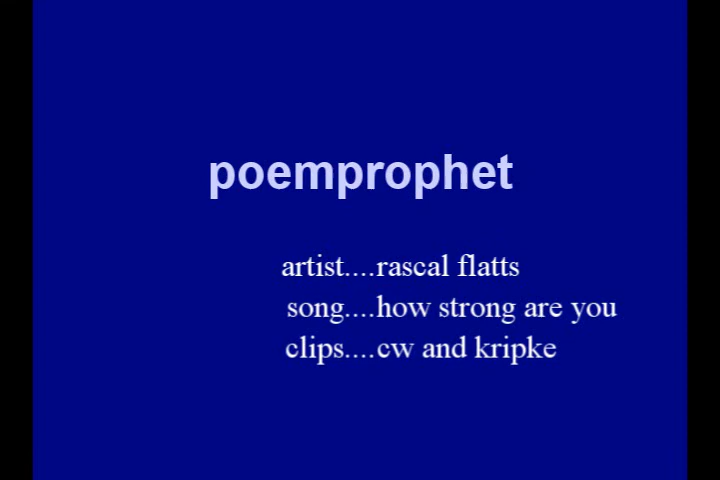 poemprophet
artist....rascal flatts
song....how strong are you
clips....cw and kripke